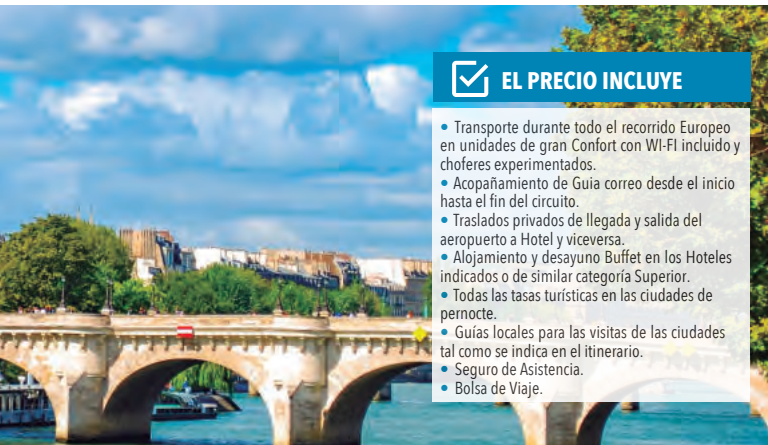 EL PRECIO INCLUYE
• Transporte durante todo el recorrido Europeo
en unidades de gran Confort con WI-FI incluido y
choferes experimentados.
• Acopañamiento de Guia correo desde el inicio
hasta el fin del circuito.
• Traslados privados de llegada y salida del
aeropuerto a Hotel y viceversa.
• Alojamiento y desayuno Buffet en los Hoteles
indicados o de similar categoría Superior.
• Todas las tasas turísticas en las ciudades de
pernocte.
• Guías locales para las visitas de las ciudades
tal como se indica en el itinerario.
• Seguro de Asistencia.
• Bolsa de Viaje.